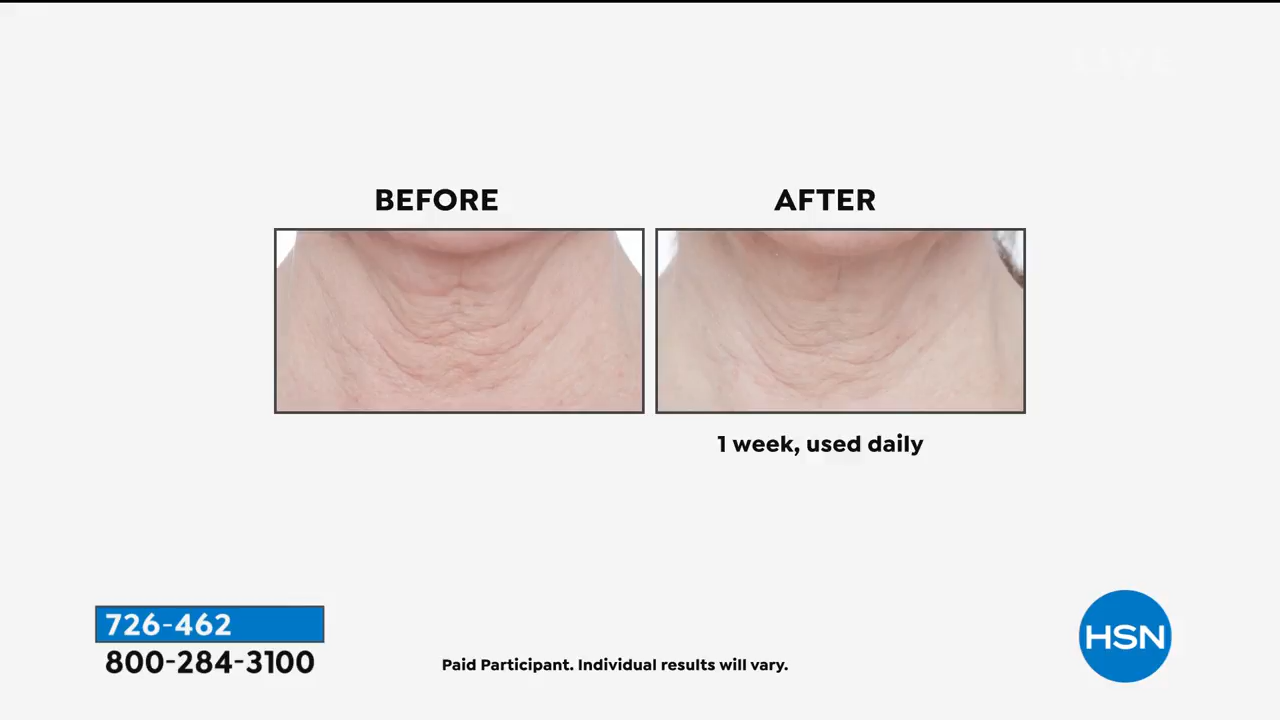 BEFORE
AFTER
1 week, used daily
726-462
800-284-3100
Paid Participant. Individual results will vary.
HSN